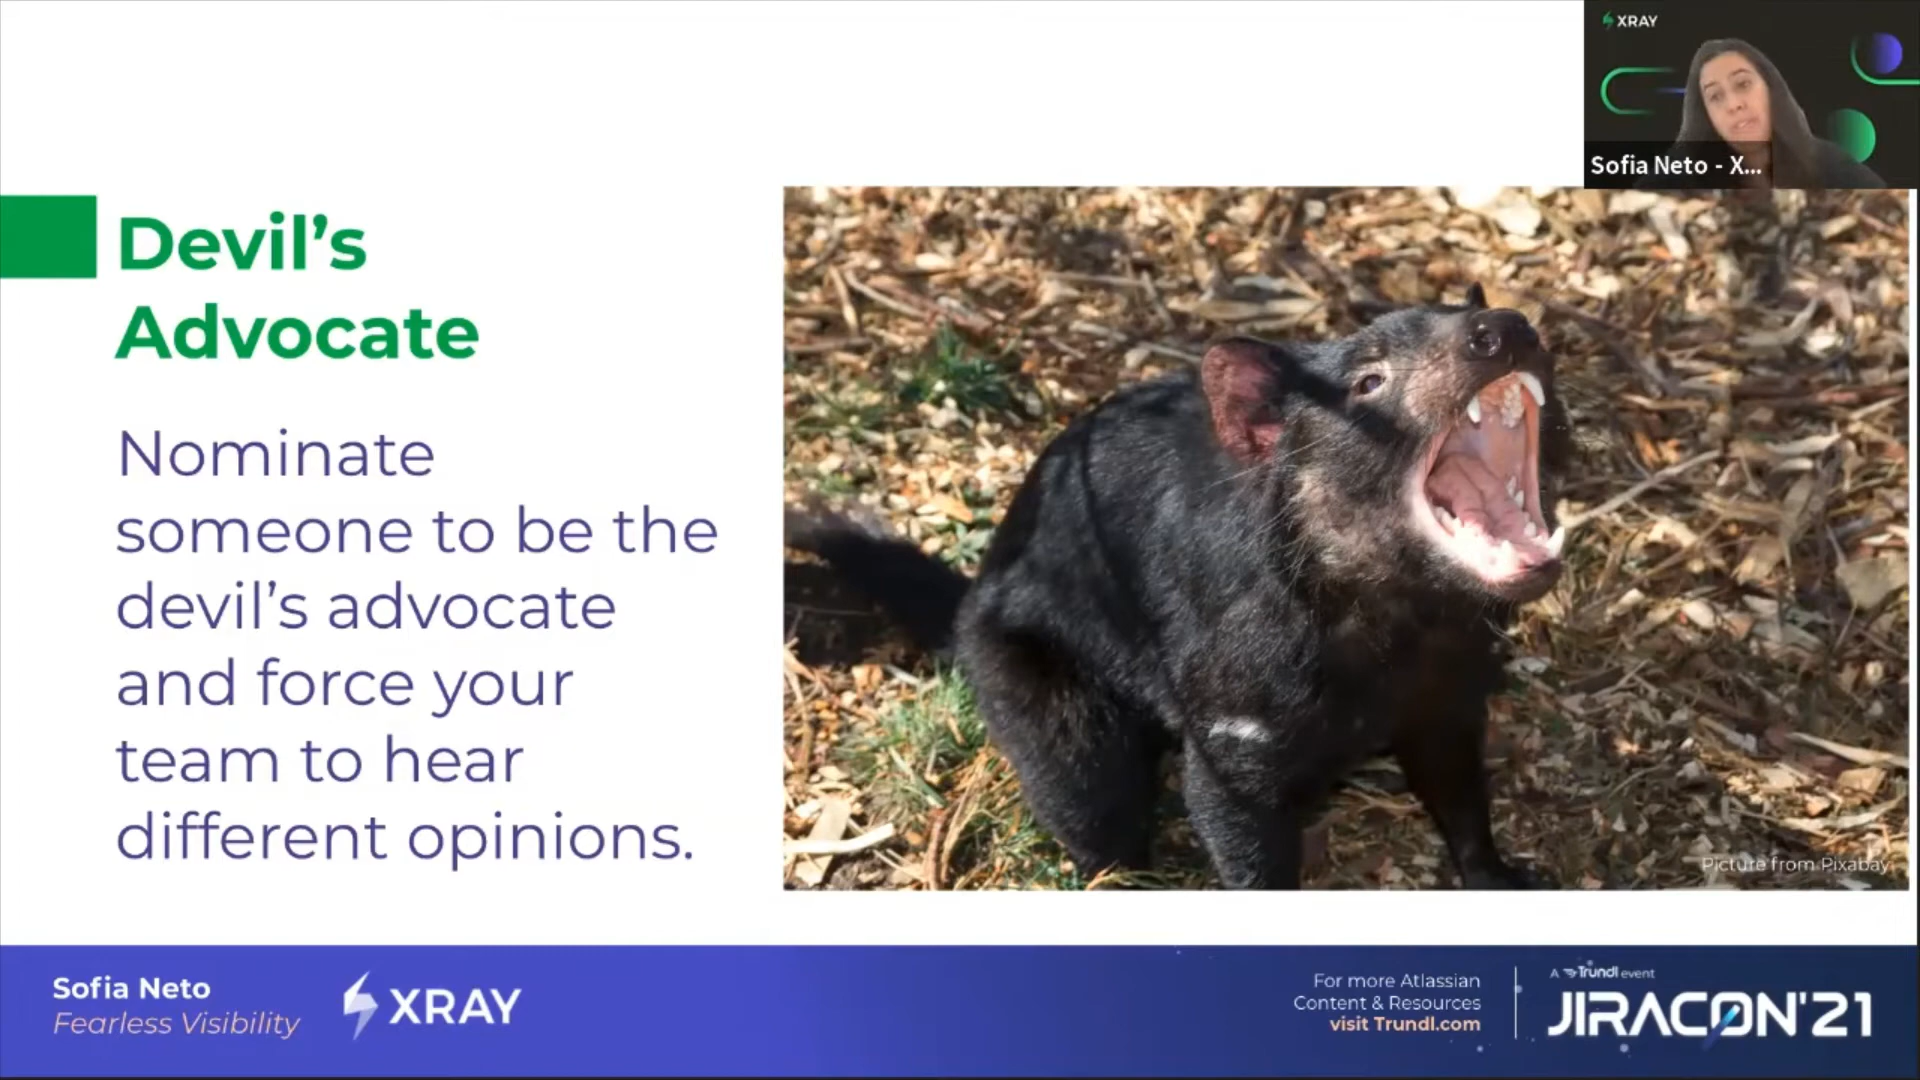 XRAY
Sofia Neto - X...
Devil’s
Advocate
Nominate
someone to be the
devil’s advocate
and force your
team to hear
different opinions.
Picture from Pixabay
Sofia Neto
Fearless Visibility
XRAY
For more Atlassian
Content & Resources
visit Trundl.com
A Trundl event
JIRACON'21